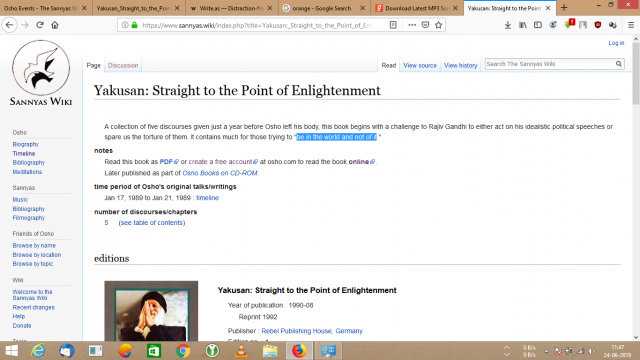 Osho Events - The Sannyas W
Yakusan_Straight_to_the_Point_of
Write.as — Distraction-fre
orange - Google Search
Download Latest MP3 Son
Yakusan: Straight to the Point
https://www.sannyas.wiki/index.php?title=Yakusan:_Straight_to_the_Point_of_En
Search
Log in
Page
Discussion
Read
View source
View history
Search The Sannyas Wiki
SANNYAS WIKI
Yakusan: Straight to the Point of Enlightenment
Osho
Biography
Timeline
Bibliography
Meditations
Sannyas
Music
Bibliography
Filmography
Friends of Osho
Browse by name
Browse by location
Browse by topic
Wiki
Welcome to the
Sannyas Wiki
Recent changes
Help
Donate
A collection of five discourses given just a year before Osho left his body, this book begins with a challenge to Rajiv Gandhi to either act on his idealistic political speeches or
spare us the torture of them. It contains much for those trying to "be in the world and not of it."
notes
Read this book as PDF or create a free account at osho.com to read the book online.
Later published as part of Osho Books on CD-ROM.
time period of Osho's original talks/writings
Jan 17, 1989 to Jan 21, 1989 : timeline
number of discourses/chapters
5 (see table of contents)
editions
Yakusan: Straight to the Point of Enlightenment
Year of publication : 1990-08
Reprint 1992
Publisher : Rebel Publishing House, Germany
0 B/s
0 B/s
11:47
24-06-2019